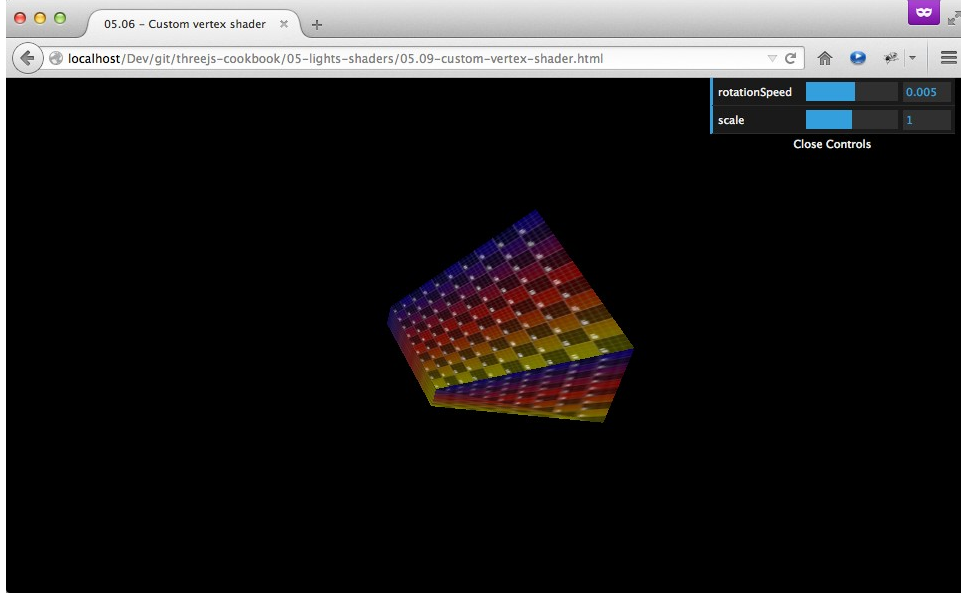 05.06 – Custom vertex shader
localhost/Dev/git/threejs-cookbook/05-lights-shaders/05.09-custom-vertex-shader.html
rotationSpeed 0.005
scale 1
Close Controls